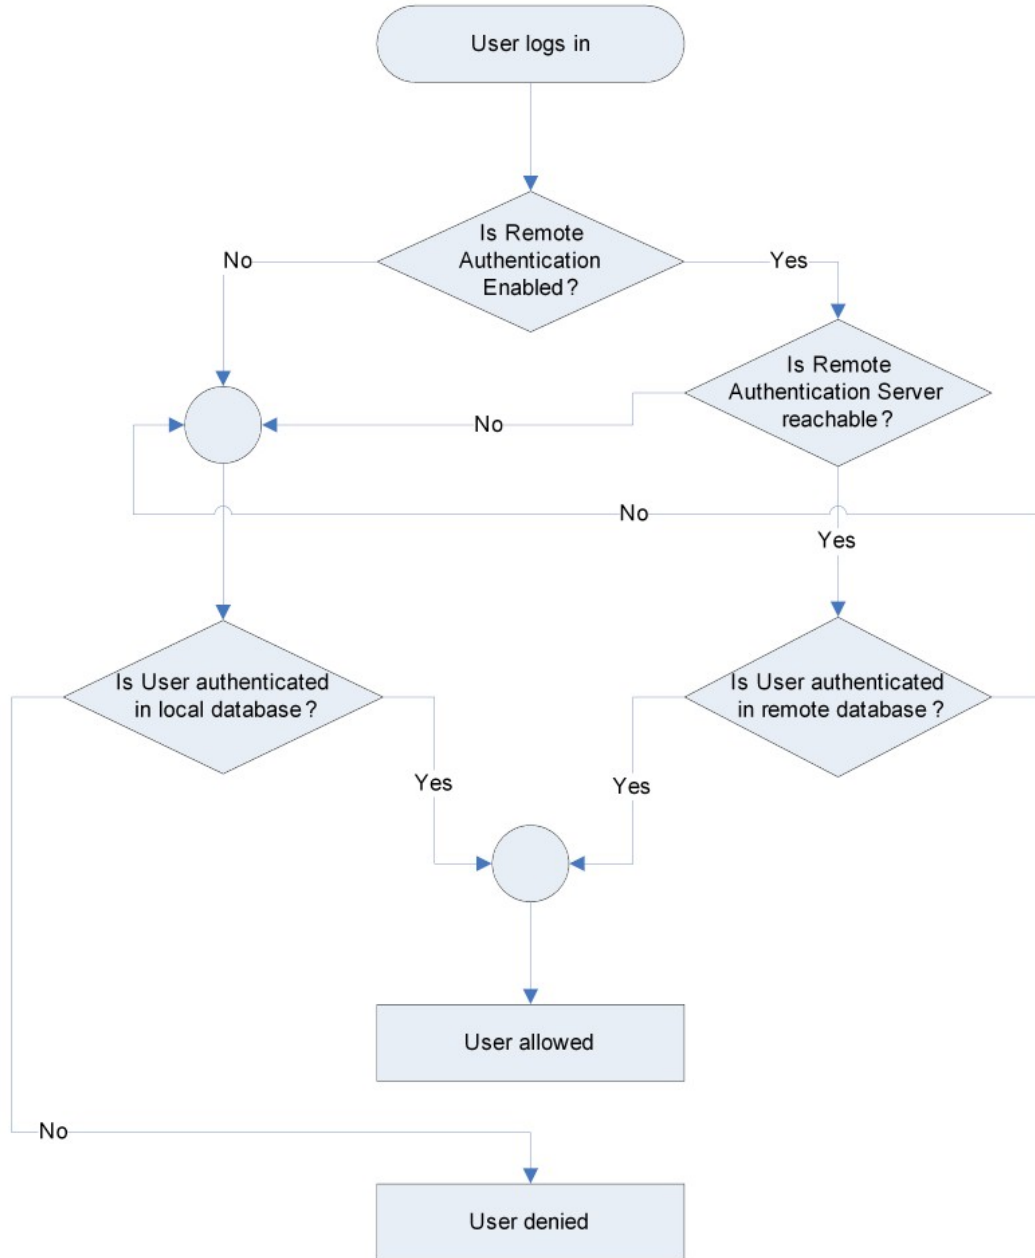 User logs in
Is Remote
Authentication
Enabled?
No
Yes
Is Remote
Authentication Server
reachable?
No
No
Yes
Is User authenticated
in local database?
Is User authenticated
in remote database?
Yes
Yes
User allowed
No
User denied